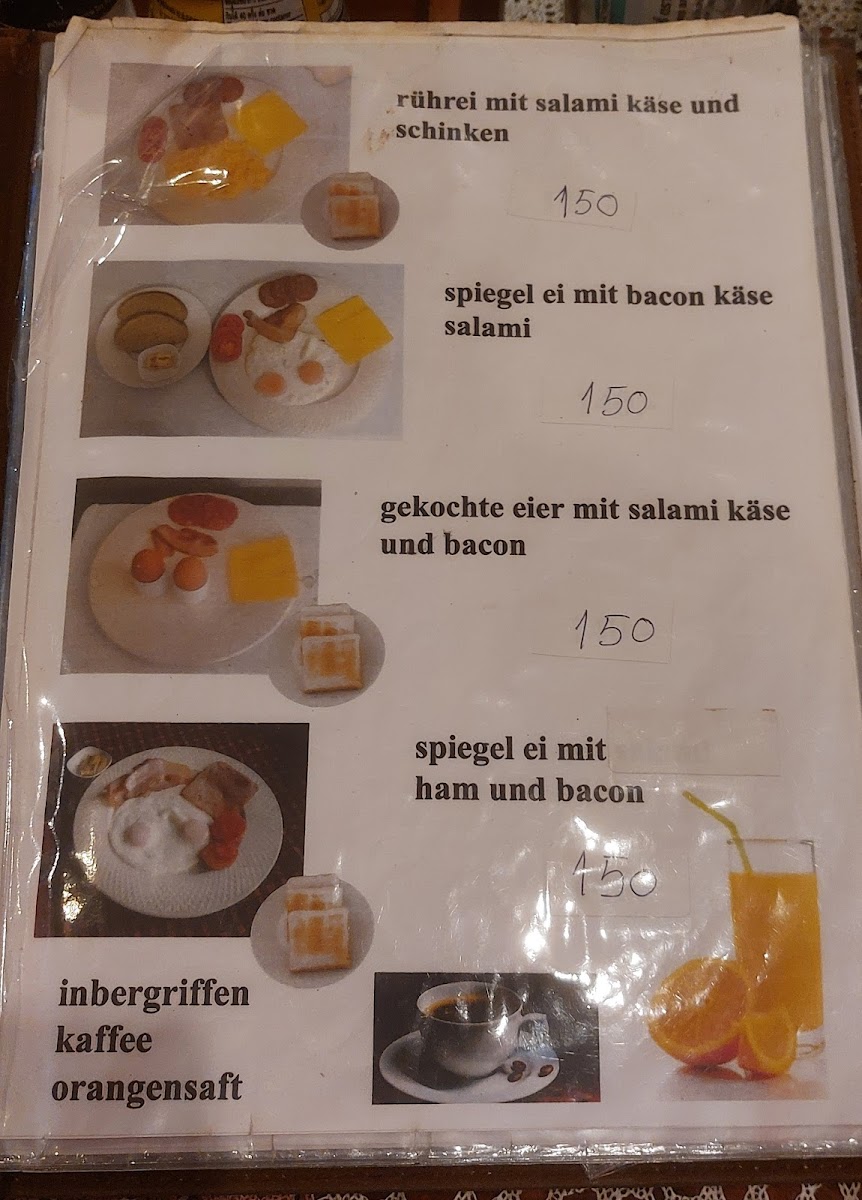 rührei mit salami käse und
schinken
150
spiegel ei mit bacon käse
salami
150
gekochte eier mit salami käse
und bacon
150
spiegel ei mit
ham und bacon
150
inbergriffen
kaffee
orangensaft